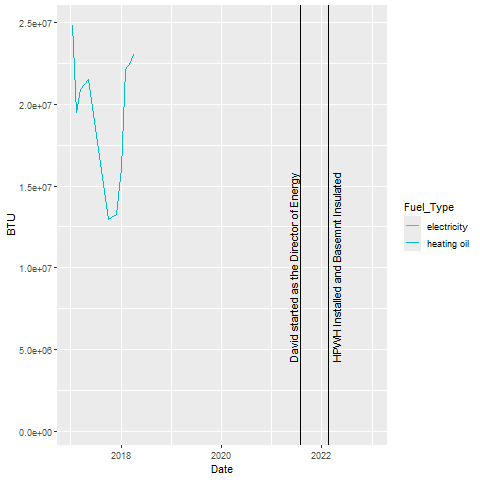 2.5e+07
2.0e+07
1.5e+07
1.0e+07
5.0e+06
0.0e+00
BTU
David started as the Director of Energy
HPWH Installed and Basemnt Insulated
2018
2020
2022
Date
Fuel_Type
electricity
heating oil